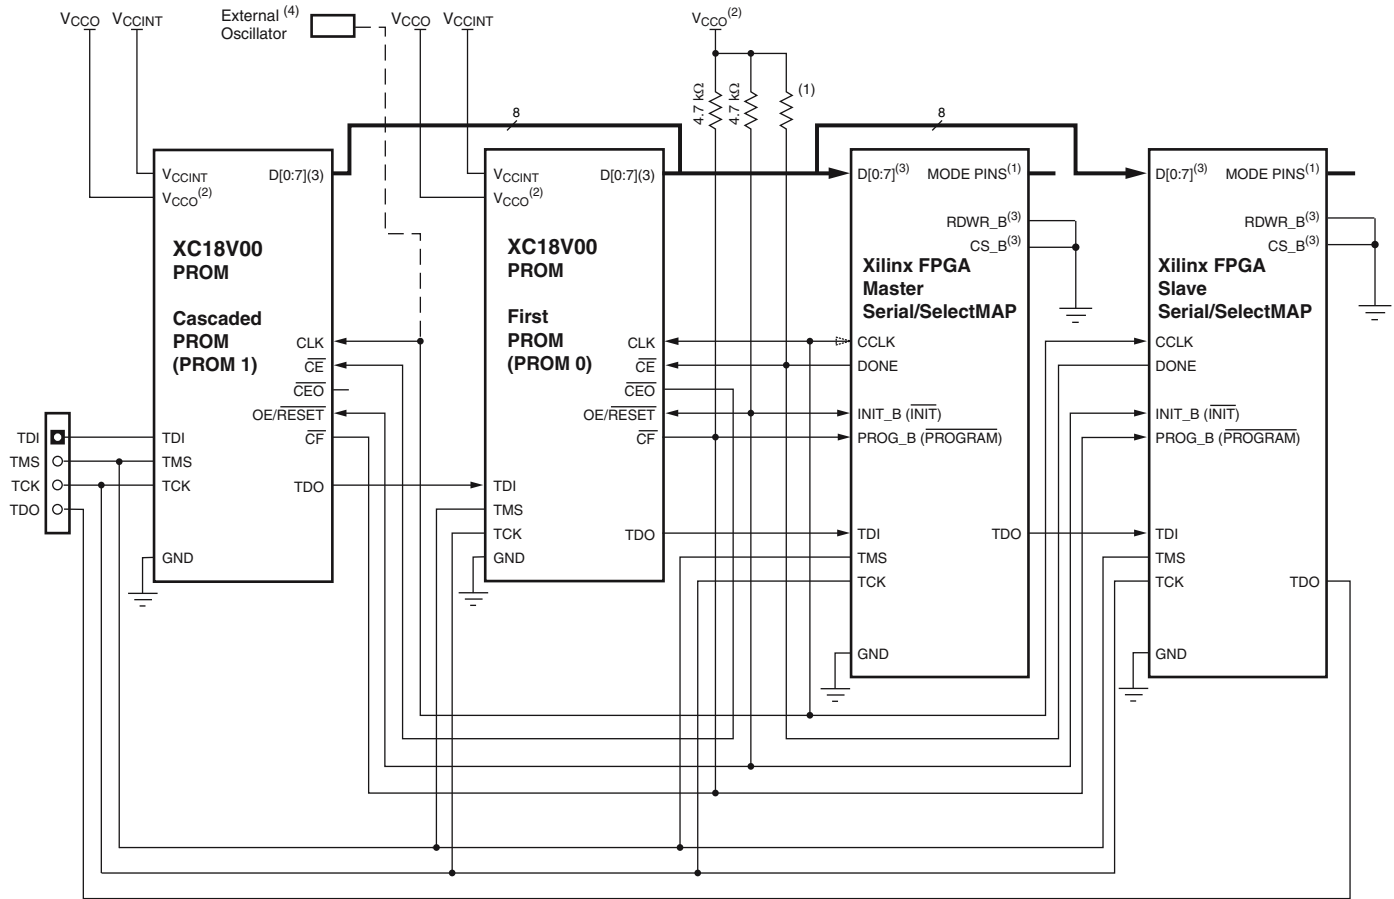 VCCO VCCINT
External (4)
Oscillator
VCCO VCCINT
VCCO(2)
4.7 kΩ
4.7 kΩ
(1)
8
8
VCCINT
VCCO(2)
D[0:7](3)
XC18V00
PROM
Cascaded
PROM
(PROM 1)
CLK
CE
CEO
OE/RESET
CF
TDI
TMS
TCK
TDO
GND
TDI
TMS
TCK
TDO
VCCINT
VCCO(2)
D[0:7](3)
XC18V00
PROM
First
PROM
(PROM 0)
CLK
CE
CEO
OE/RESET
CF
TDI
TMS
TCK
TDO
GND
D[0:7](3) MODE PINS(1)
RDWR_B(3)
CS_B(3)
Xilinx FPGA
Master
Serial/SelectMAP
CCLK
DONE
INIT_B (INIT)
PROG_B (PROGRAM)
TDI
TDO
TMS
TCK
GND
D[0:7](3) MODE PINS(1)
RDWR_B(3)
CS_B(3)
Xilinx FPGA
Slave
Serial/SelectMAP
CCLK
DONE
INIT_B (INIT)
PROG_B (PROGRAM)
TDI
TMS
TCK
TDO
GND